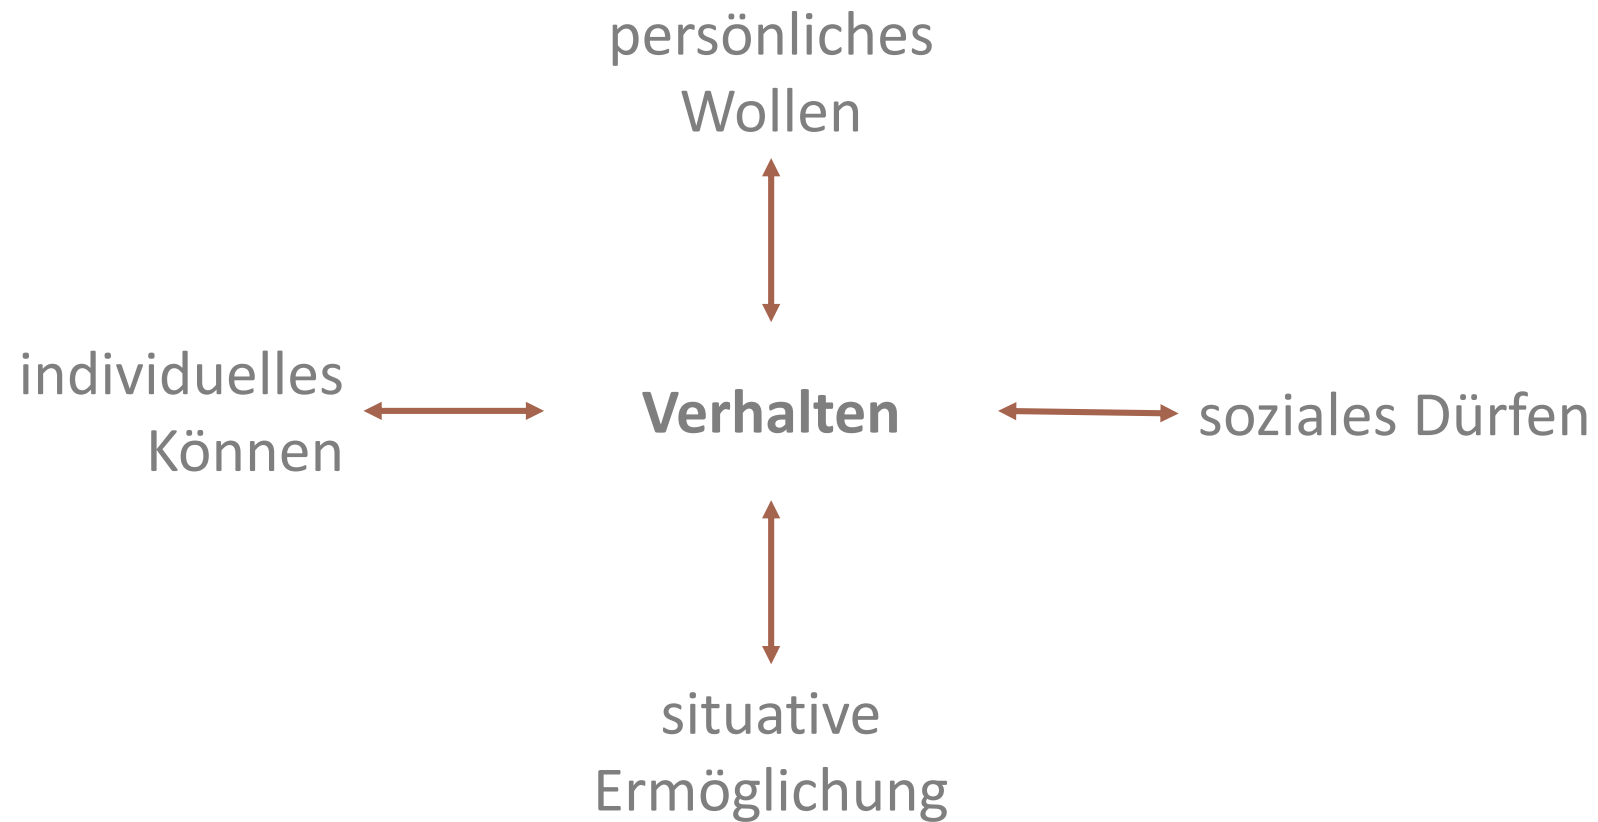 persönliches
Wollen
individuelles
Können
Verhalten
soziales Dürfen
situative
Ermöglichung